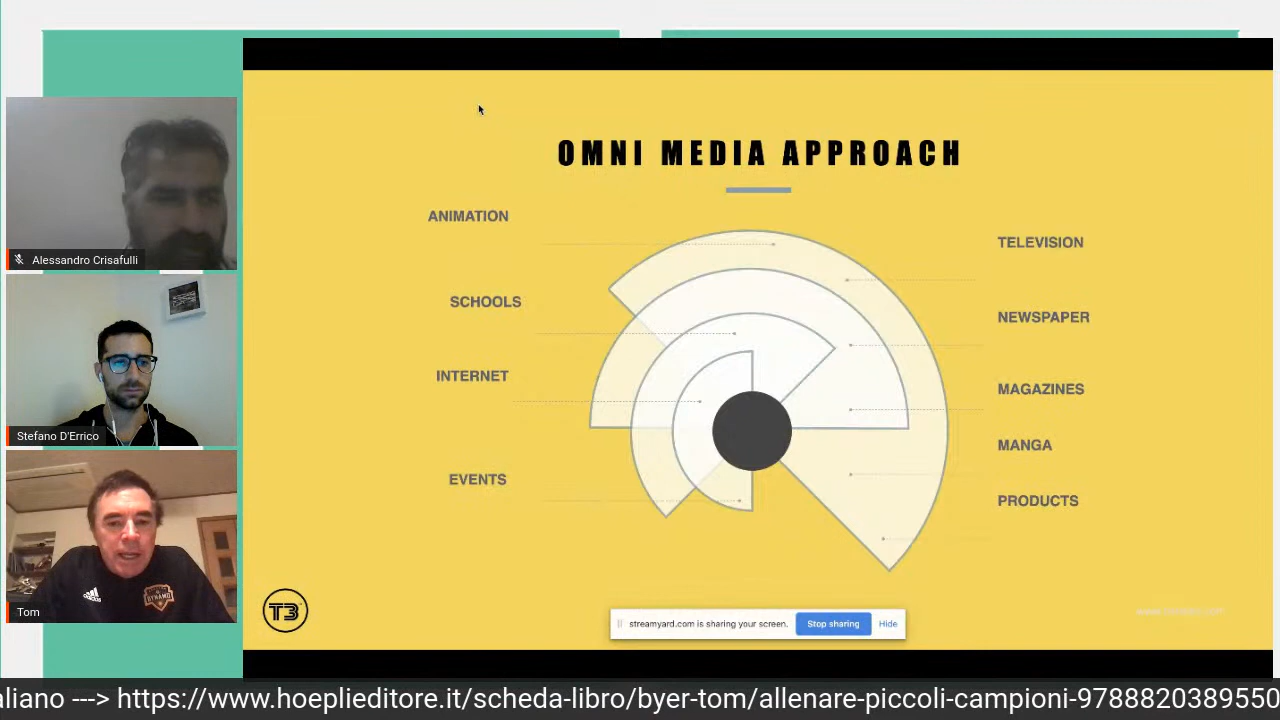 OMNI MEDIA APPROACH
ANIMATION
TELEVISION
SCHOOLS
NEWSPAPER
INTERNET
MAGAZINES
MANGA
EVENTS
PRODUCTS
Alessandro Crisafulli
Stefano D'Errico
DYNAMO
adidas
Tom
T3
streamyard.com is sharing your screen.
Stop sharing
Hide
aliano ---> https://www.hoeplieditore.it/scheda-libro/byer-tom/allenare-piccoli-campioni-9788820389550